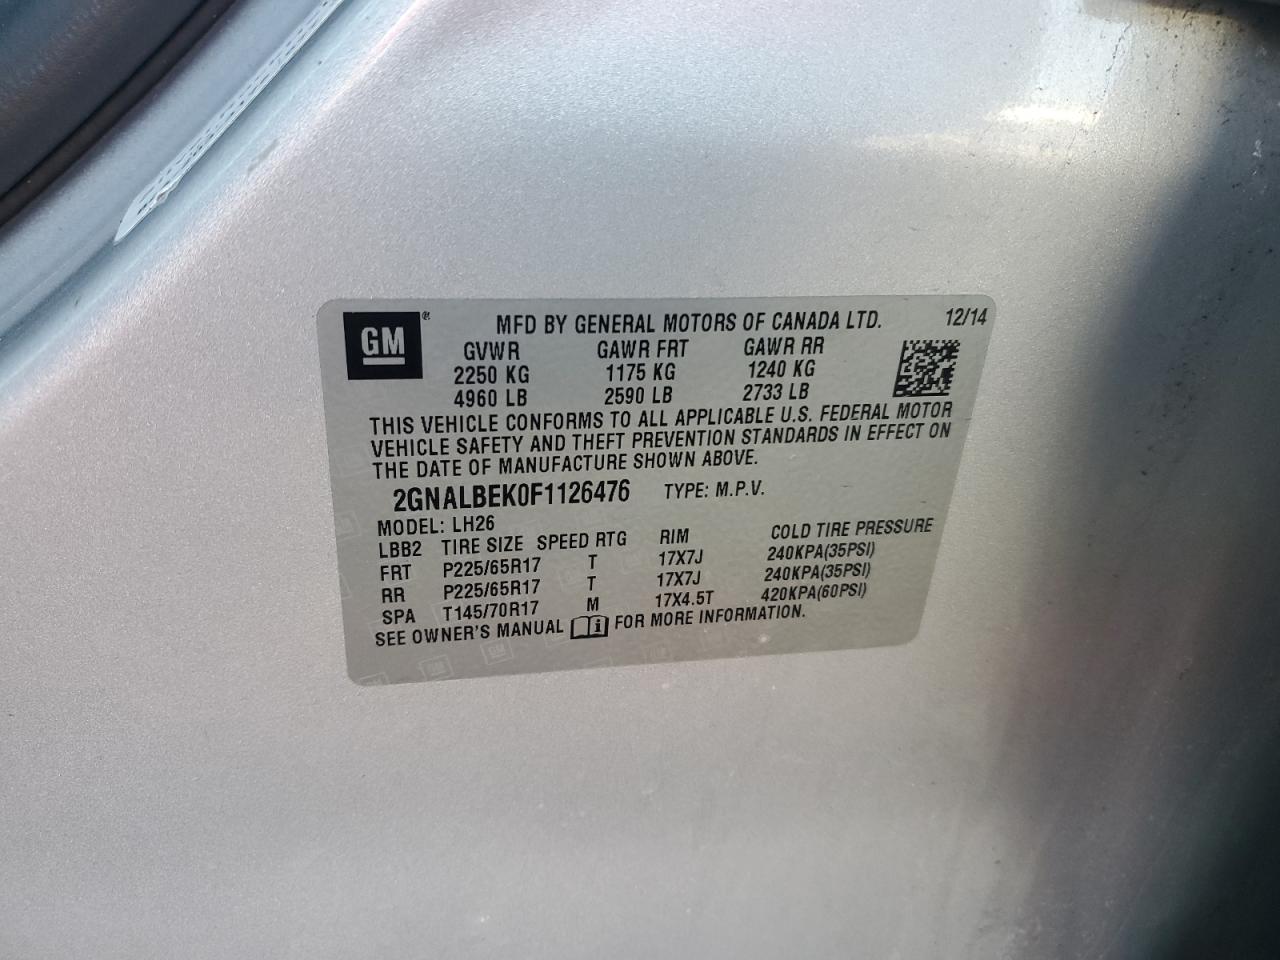 GM® MFD BY GENERAL MOTORS OF CANADA LTD. 12/14
GVWR GAWR FRT GAWR RR
2250 KG 1175 KG 1240 KG
4960 LB 2590 LB 2733 LB
THIS VEHICLE CONFORMS TO ALL APPLICABLE U.S. FEDERAL MOTOR
VEHICLE SAFETY AND THEFT PREVENTION STANDARDS IN EFFECT ON
THE DATE OF MANUFACTURE SHOWN ABOVE.
2GNALBEK0F1126476 TYPE: M.P.V.
MODEL: LH26
LBB2 TIRE SIZE SPEED RTG RIM COLD TIRE PRESSURE
FRT P225/65R17 T 17X7J 240KPA(35PSI)
RR P225/65R17 T 17X7J 240KPA(35PSI)
SPA T145/70R17 M 17X4.5T 420KPA(60PSI)
SEE OWNER'S MANUAL FOR MORE INFORMATION.